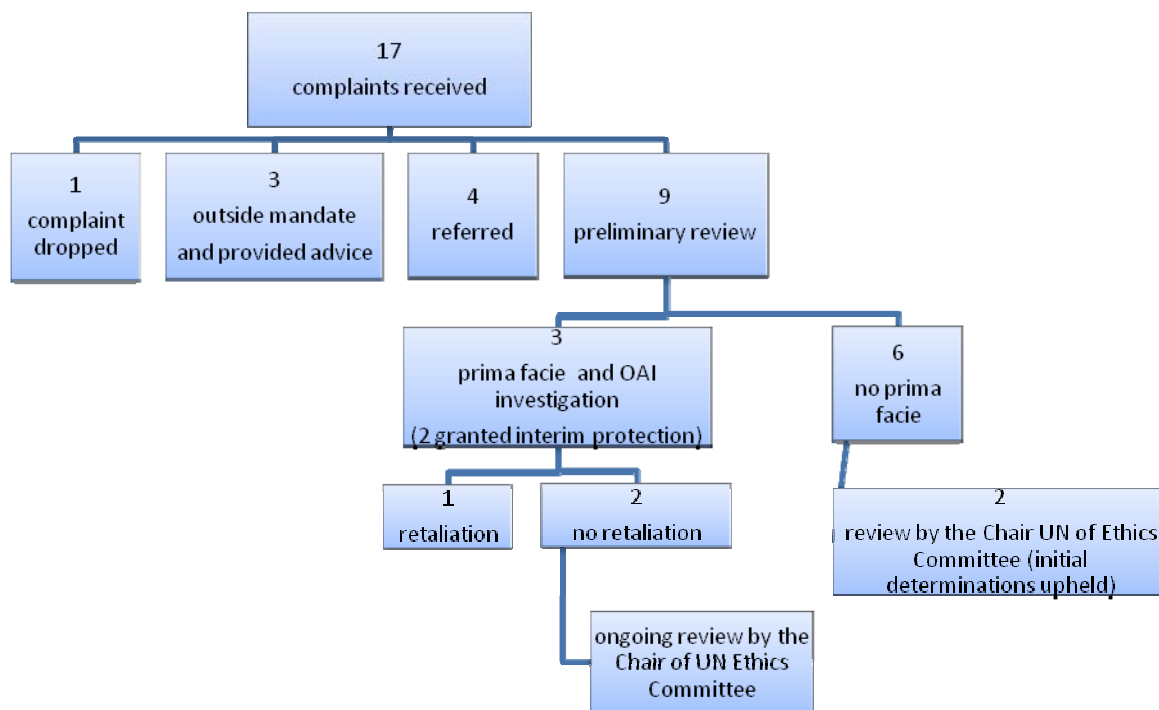 17
complaints received
1
complaint
dropped
3
outside mandate
and provided advice
4
referred
9
preliminary review
3
prima facie and OAI
investigation
(2 granted interim protection)
6
no prima
facie
1
retaliation
2
no retaliation
2
review by the Chair UN of Ethics
Committee (initial
determinations upheld)
ongoing review by the
Chair of UN Ethics
Committee